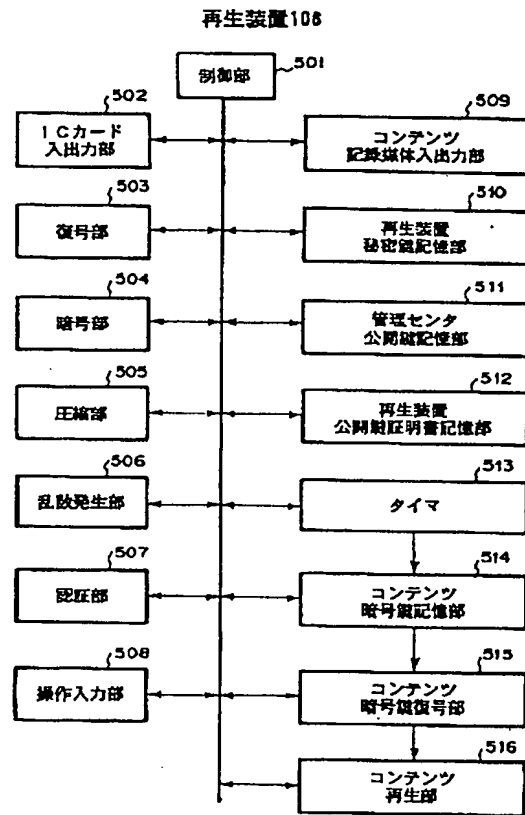 再生装置108
制御部
501
502
ICカード
入出力部
503
復号部
504
暗号部
505
圧縮部
506
乱数発生部
507
認証部
508
操作入力部
509
コンテンツ
記録媒体入出力部
510
再生装置
秘密鍵記憶部
511
管理センタ
公開鍵記憶部
512
再生装置
公開鍵証明書記憶部
513
タイマ
514
コンテンツ
暗号鍵記憶部
515
コンテンツ
暗号鍵復号部
516
コンテンツ
再生部